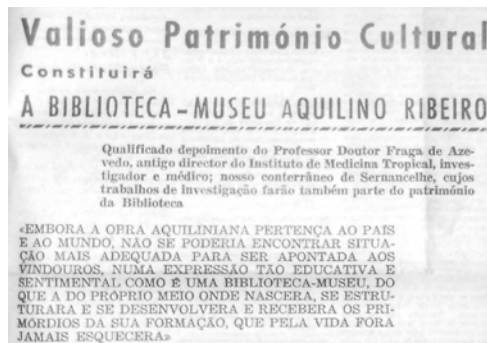 Valioso Património Cultural
Constituirá
A BIBLIOTECA-MUSEU AQUILINO RIBEIRO
Qualificado depoimento do Professor Doutor Fraga de Aze-
vedo, antigo director do Instituto de Medicina Tropical, inves-
tigador e médico; nosso conterrâneo de Sernancelhe, cujos
trabalhos de investigação farão também parte do património
da Biblioteca
«EMBORA A OBRA AQUILINIANA PERTENÇA AO PAÍS
E AO MUNDO, NÃO SE PODERIA ENCONTRAR SITUA-
ÇÃO MAIS ADEQUADA PARA SER APONTADA AOS
VINDOUROS, NUMA EXPRESSÃO TÃO EDUCATIVA E
SENTIMENTAL COMO É UMA BIBLIOTECA-MUSEU, DO
QUE A DO PRÓPRIO MEIO ONDE NASCERA, SE ESTRU-
TURARA E SE DESENVOLVERA E RECEBERA OS PRI-
MÓRDIOS DA SUA FORMAÇÃO, QUE PELA VIDA FORA
JAMAIS ESQUECERA»